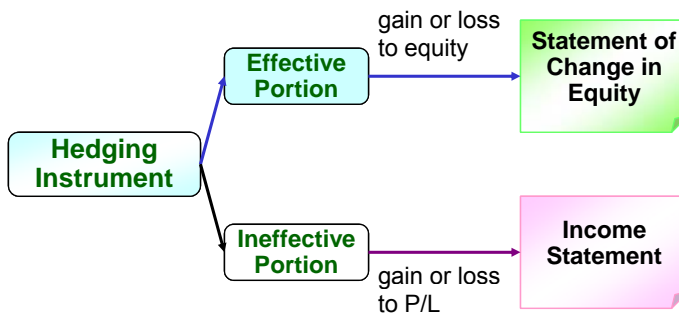 Hedging
Instrument
Effective
Portion
gain or loss
to equity
Statement of
Change in
Equity
Ineffective
Portion
gain or loss
to P/L
Income
Statement